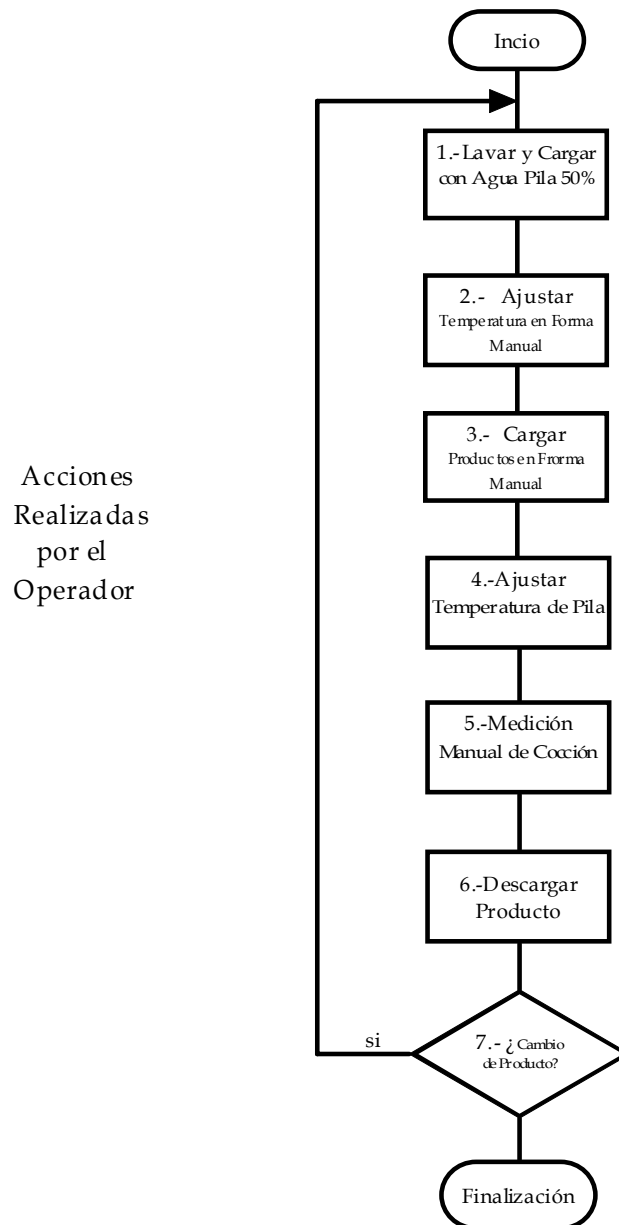 Incio
1.-Lavar y Cargar
con Agua Pila 50%
2.- Ajustar
Temperatura en Forma
Manual
3.- Cargar
Productos en Frorma
Manual
Acciones
Realizadas
por el
Operador
4.-Ajustar
Temperatura de Pila
5.-Medición
Manual de Cocción
6.-Descargar
Producto
si
7.- ¿Cambio
de Producto?
Finalización